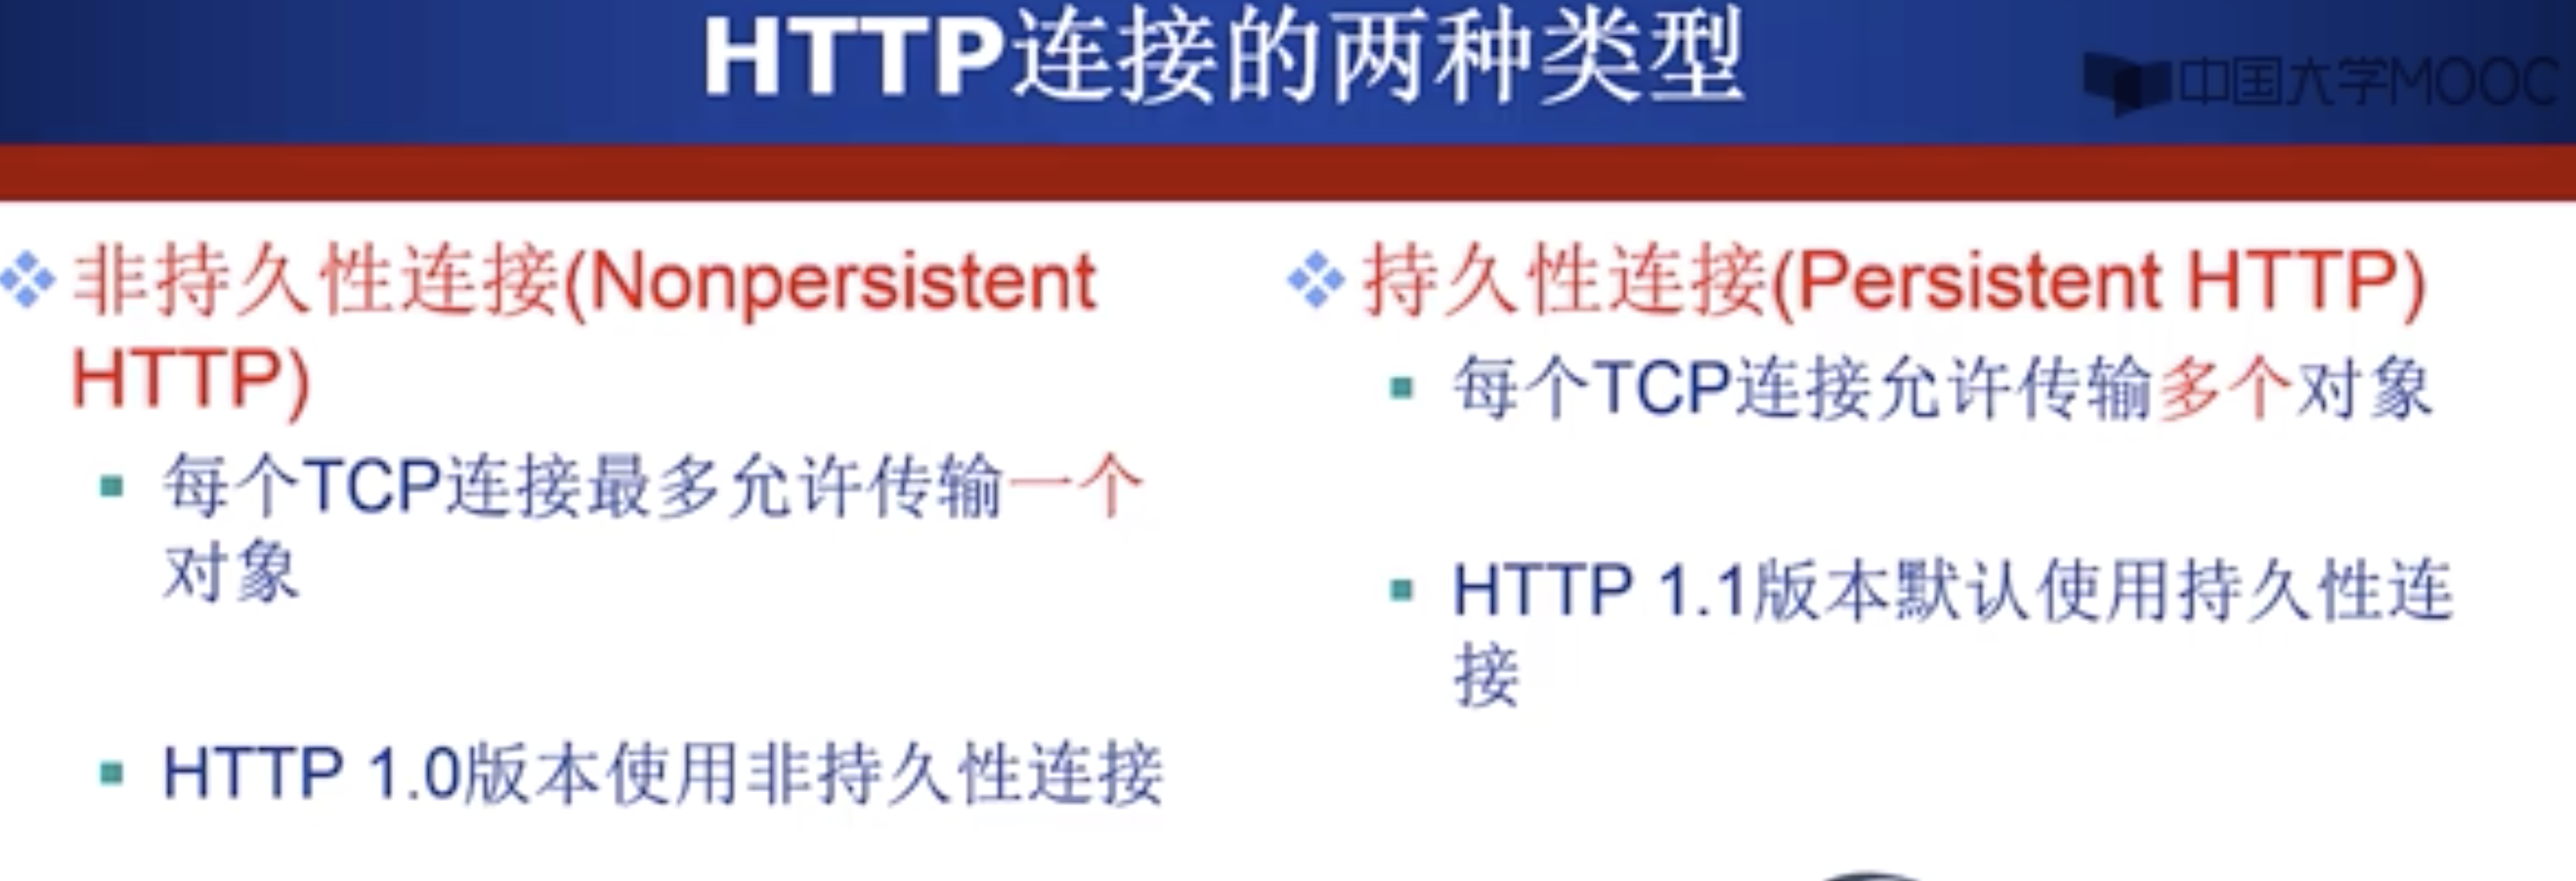 HTTP连接的两种类型
中国大学MOOC
非持久性连接(Nonpersistent
HTTP)
每个TCP连接最多允许传输一个
对象
HTTP 1.0版本使用非持久性连接
持久性连接(Persistent HTTP)
每个TCP连接允许传输多个对象
HTTP 1.1版本默认使用持久性连
接